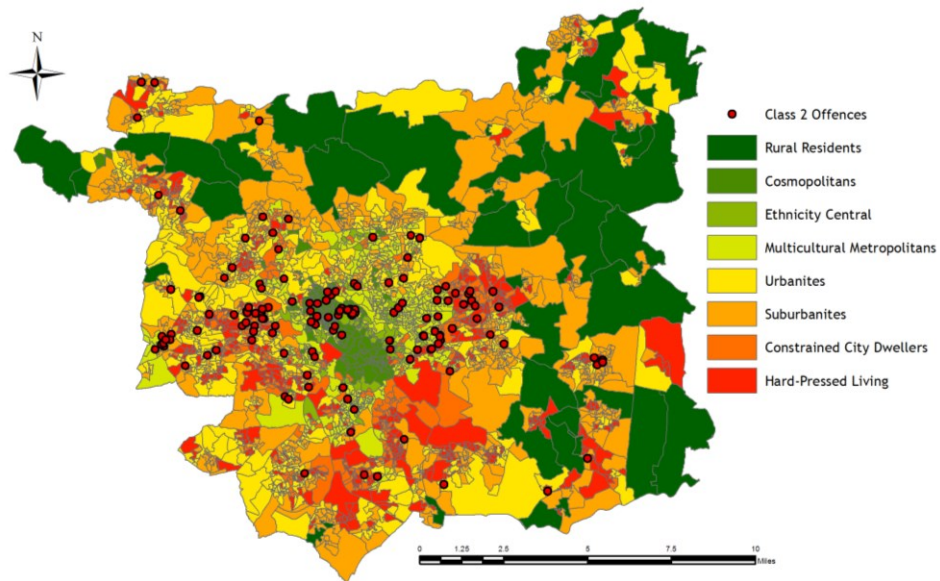 N
Class 2 Offences
Rural Residents
Cosmopolitans
Ethnicity Central
Multicultural Metropolitans
Urbanites
Suburbanites
Constrained City Dwellers
Hard-Pressed Living
0 1.25 2.5 5 7.5 10
Miles